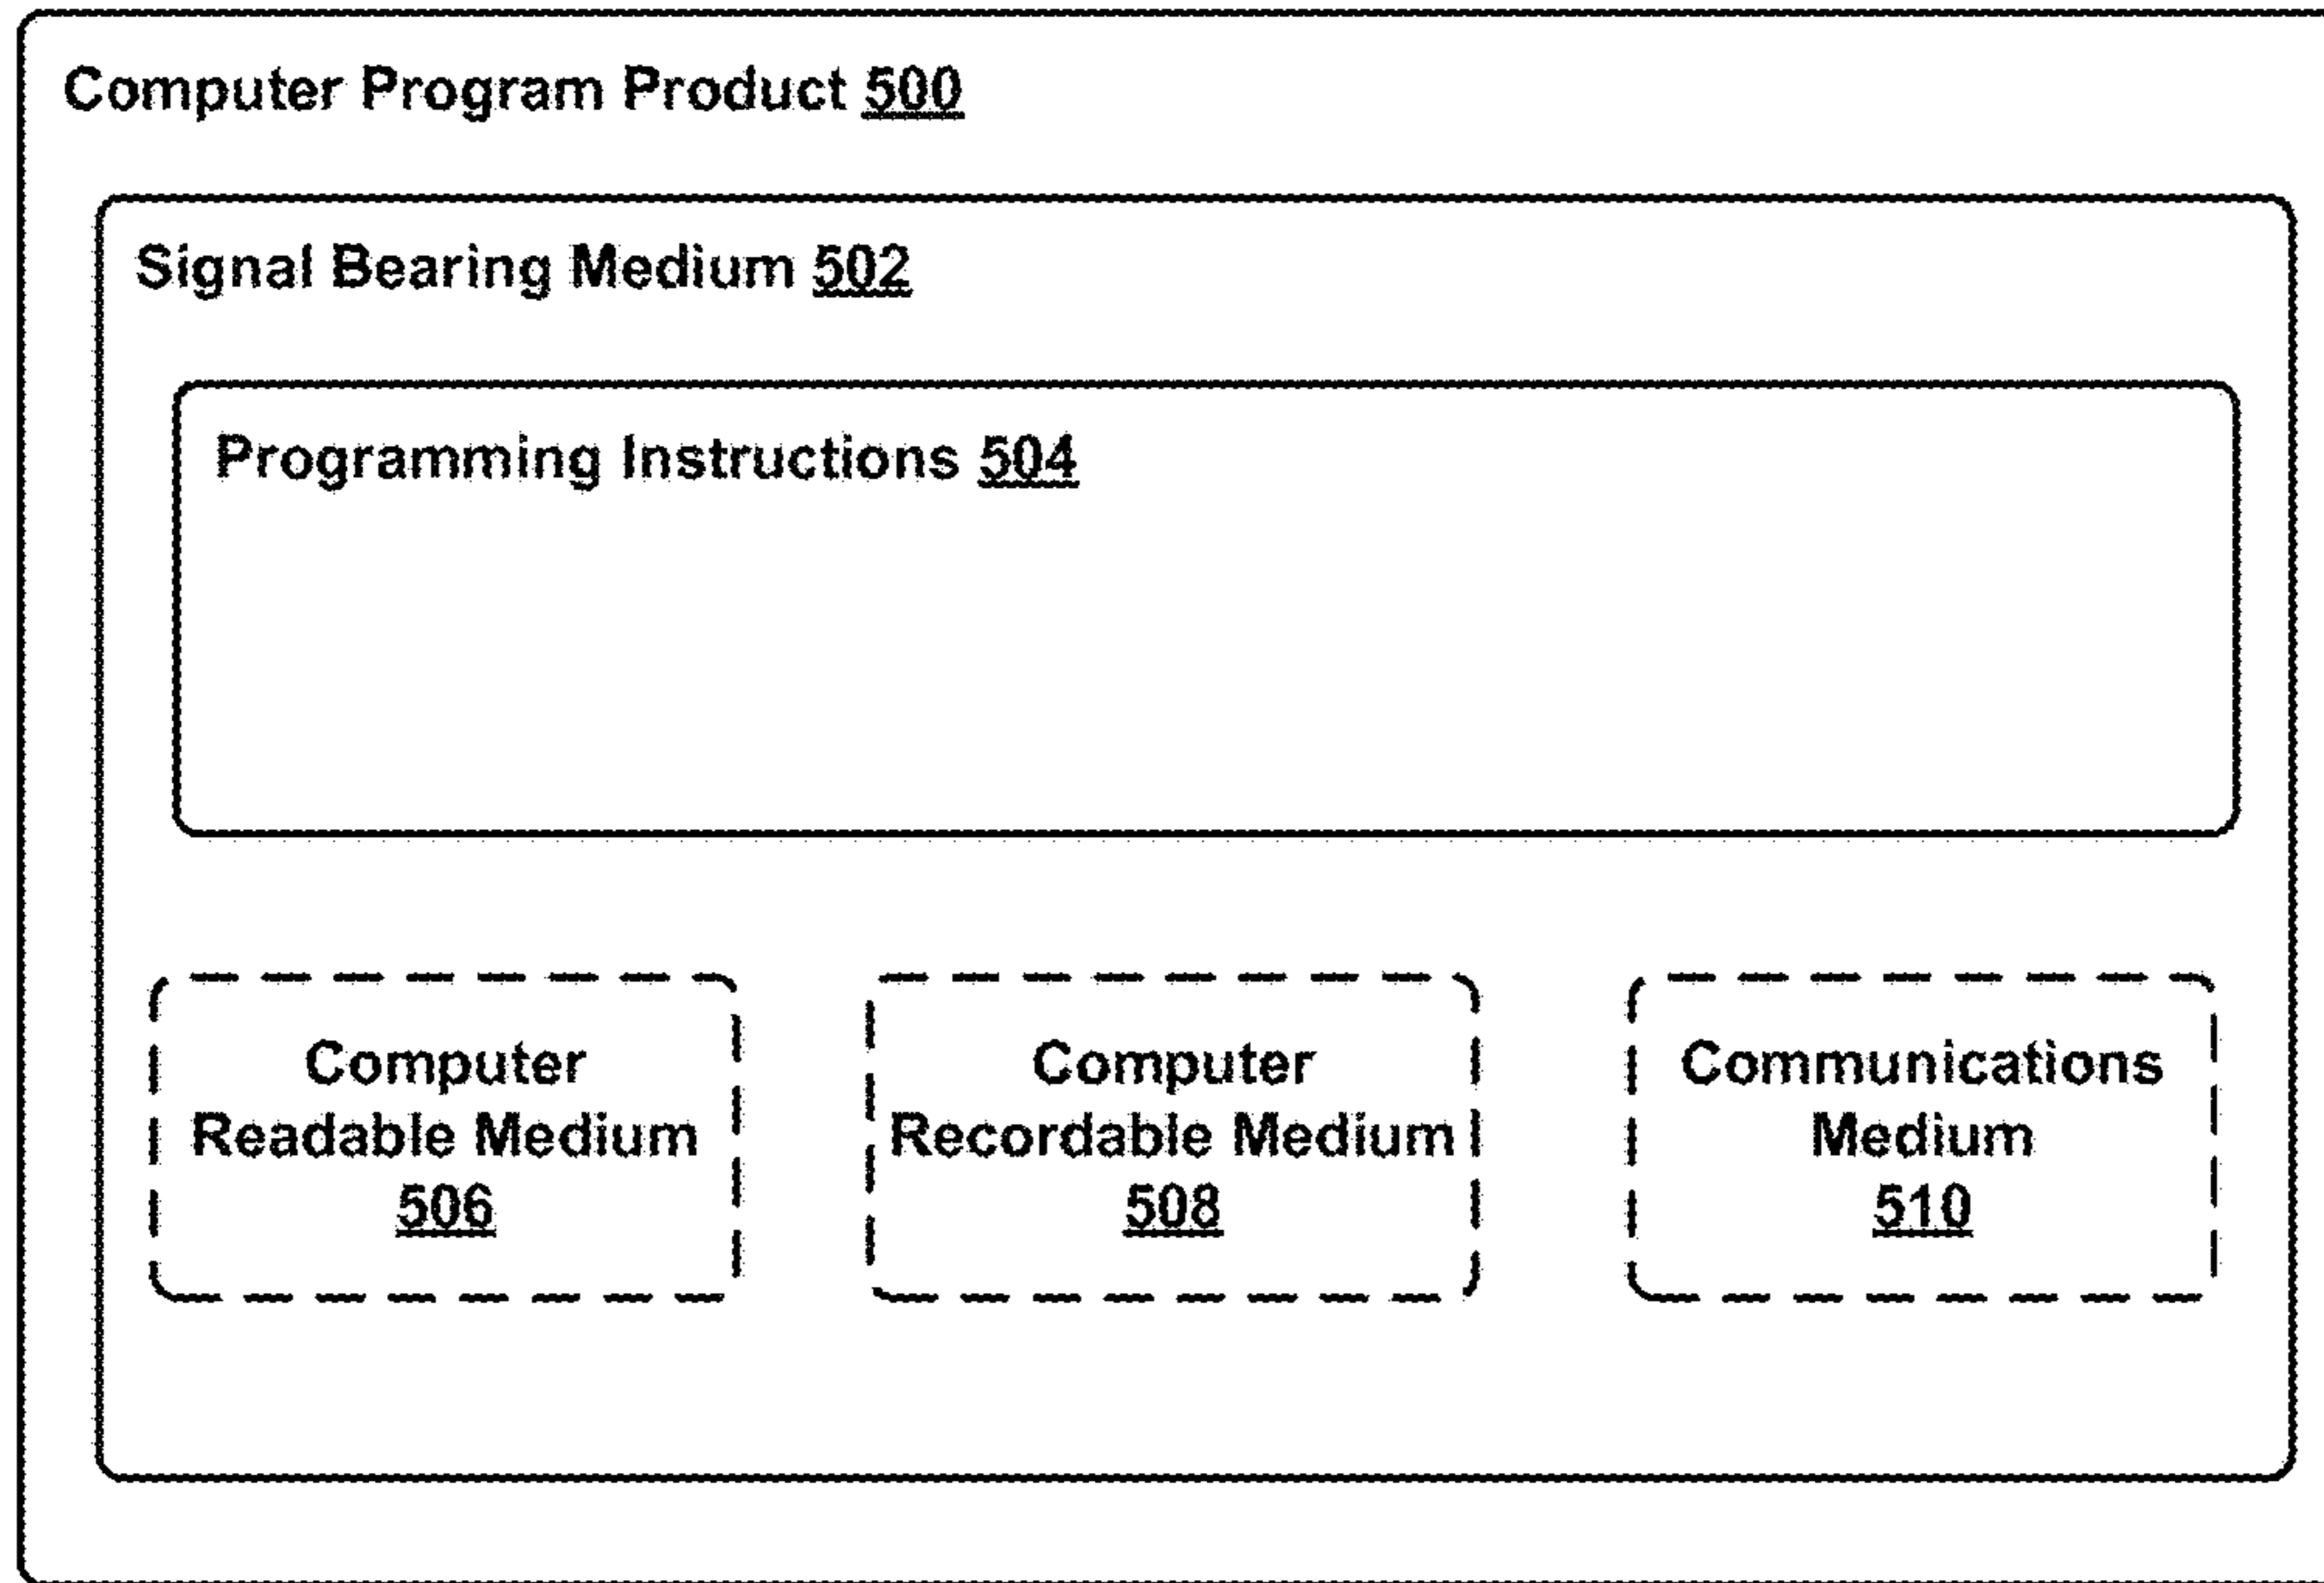 Computer Program Product 500
Signal Bearing Medium 502
Programming Instructions 504
Computer
Readable Medium
506
Computer
Recordable Medium
508
Communications
Medium
510